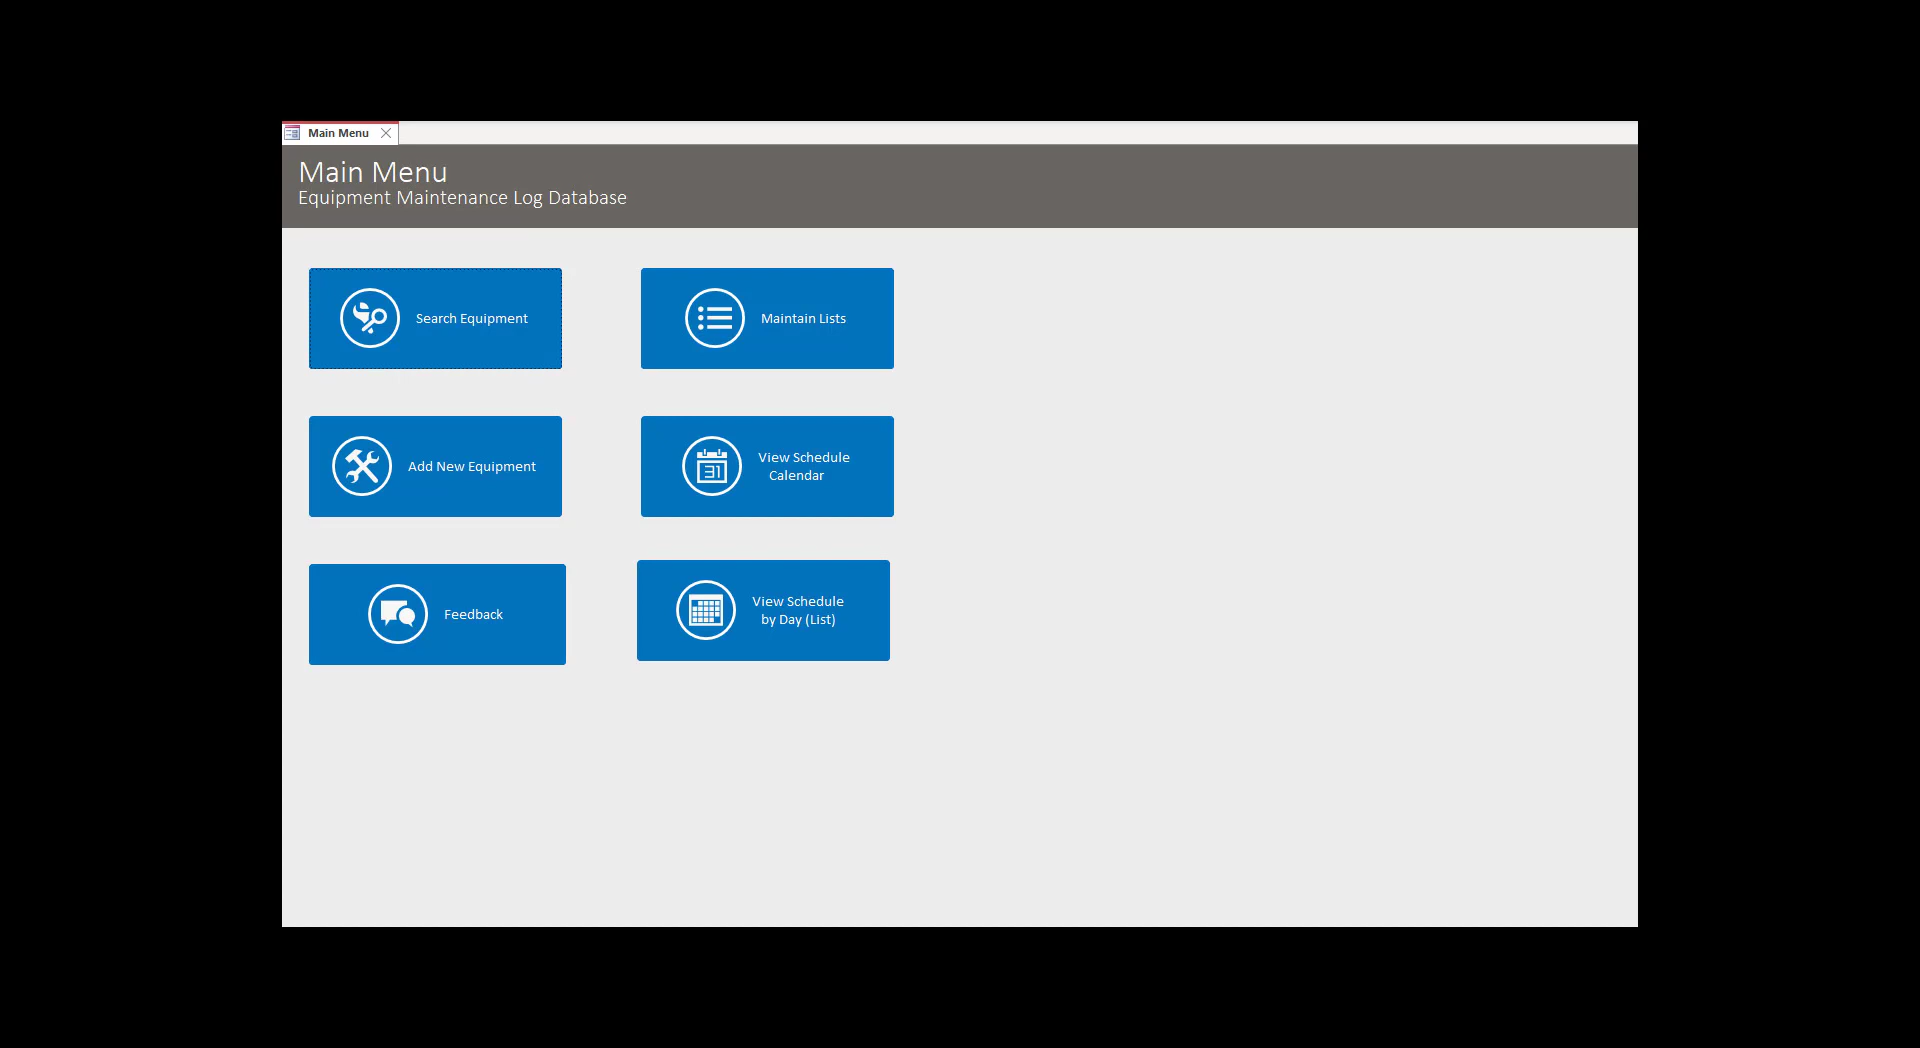 Main Menu
Main Menu
Equipment Maintenance Log Database
Search Equipment
Maintain Lists
Add New Equipment
31
View Schedule
Calendar
Feedback
View Schedule
by Day (List)